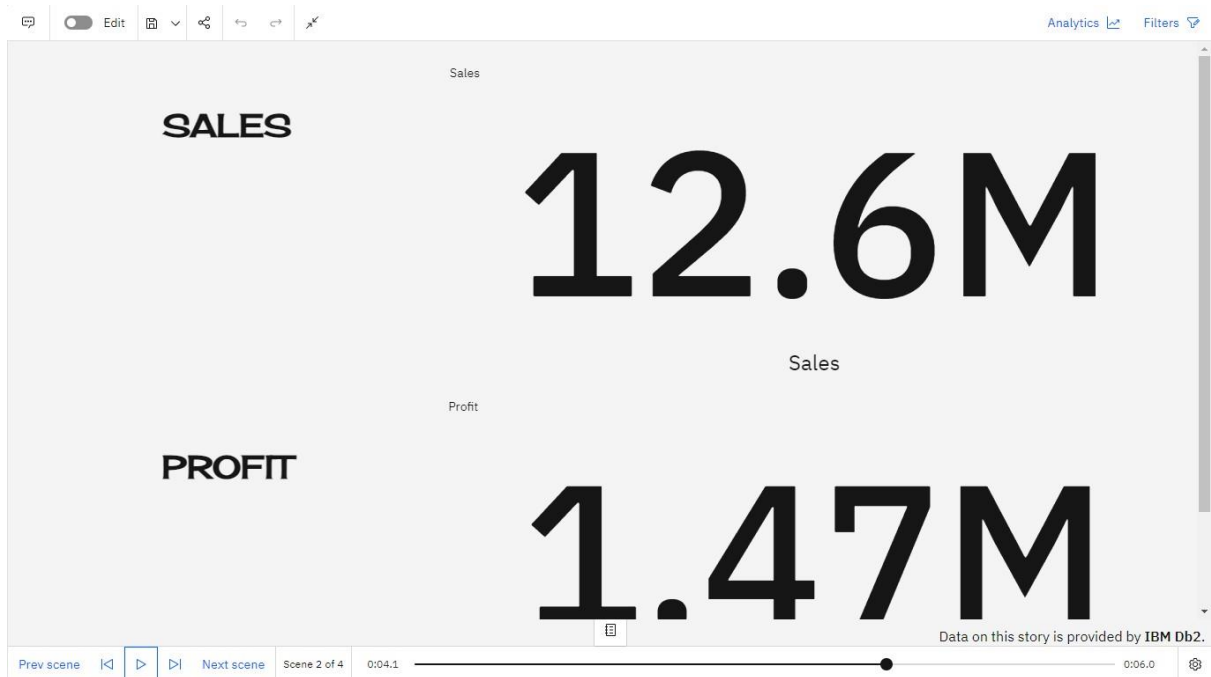 Edit
Analytics
Filters
Sales
SALES
12.6M
Sales
Profit
PROFIT
1.47M
Data on this story is provided by IBM Db2.
Prev scene
Next scene
Scene 2 of 4
0:04.1
0:06.0